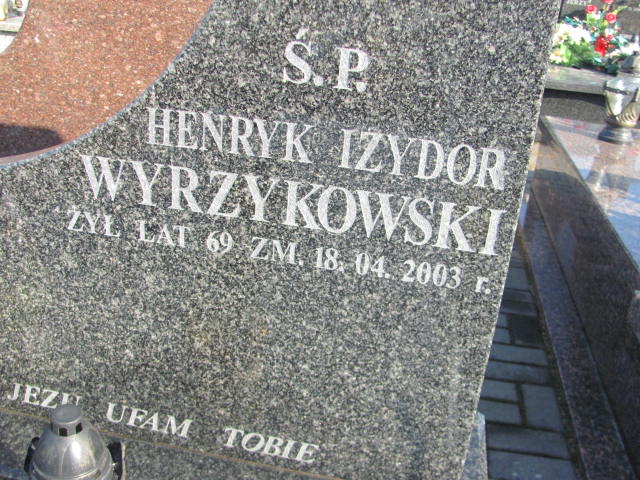 Ś.P.
HENRYK IZYDOR
WYRZYKOWSKI
ŻYŁ LAT 69 ZM. 18. 04. 2003 r.
JEZU UFAM TOBIE